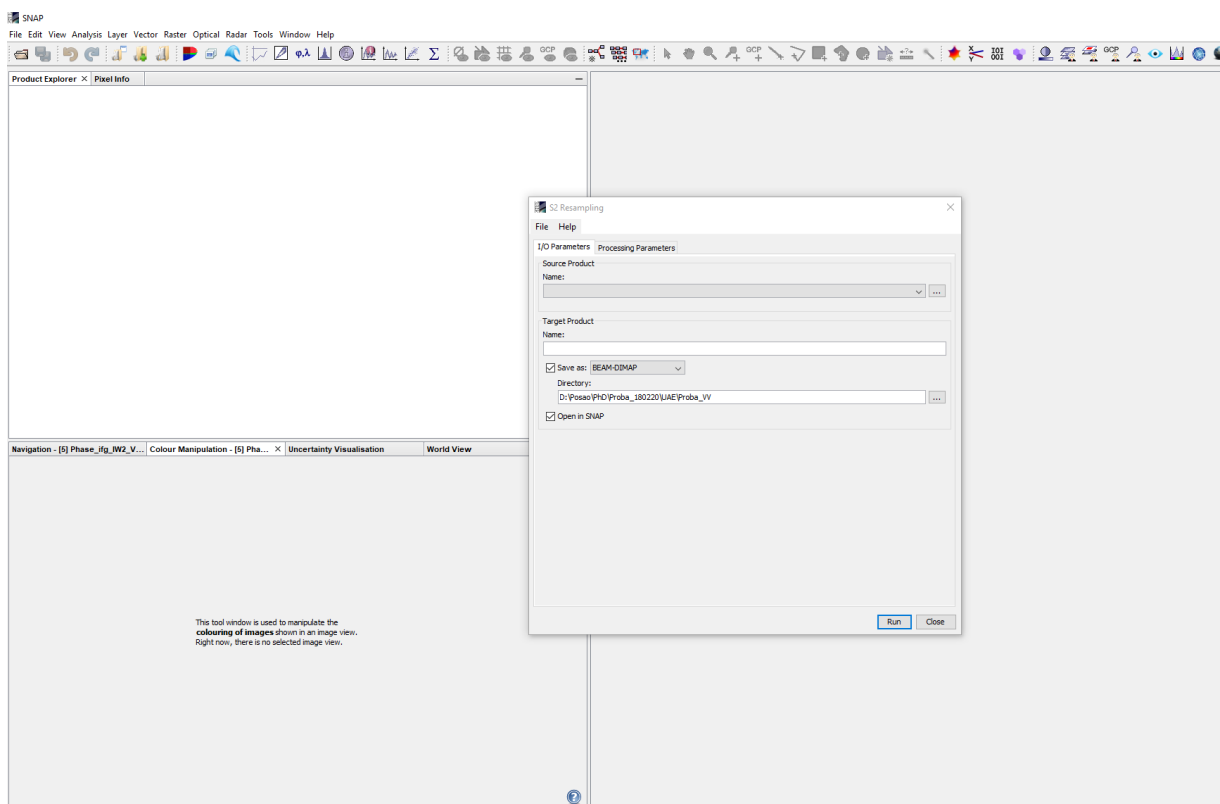 SNAP
File Edit View Analysis Layer Vector Raster Optical Radar Tools Window Help
φ,λ Σ GCP GCP GCP
Product Explorer × Pixel Info
S2 Resampling
File Help
I/O Parameters Processing Parameters
Source Product
Name:
...
Target Product
Name:
Save as: BEAM-DIMAP
Directory:
D:\Posao\PhD\Proba_180220\UAE\Proba_VV ...
Open in SNAP
Run Close
Navigation - [5] Phase_ifg_IW2_V... Colour Manipulation - [5] Pha... × Uncertainty Visualisation World View
This tool window is used to manipulate the
colouring of images shown in an image view.
Right now, there is no selected image view.